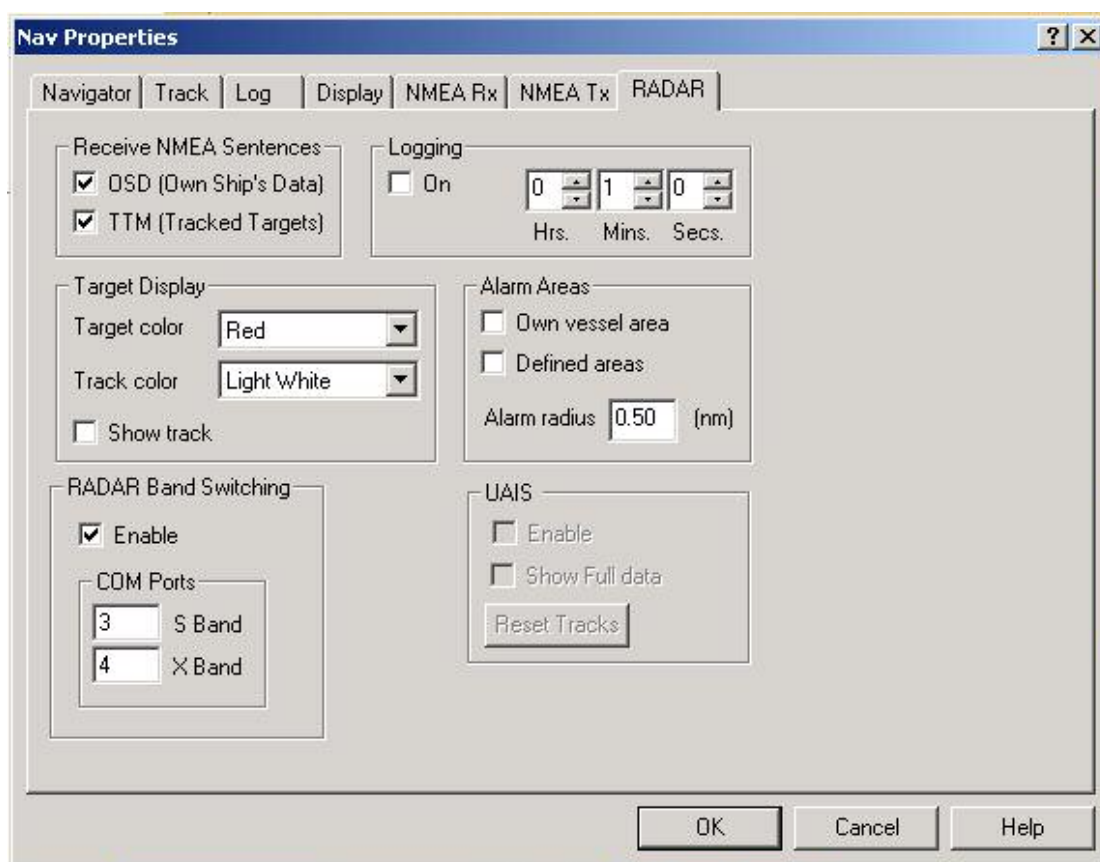 Nav Properties
Navigator Track Log Display NMEA Rx NMEA Tx RADAR
Receive NMEA Sentences
OSD (Own Ship's Data)
TTM (Tracked Targets)
Logging
On 0 1 0
Hrs. Mins. Secs.
Target Display
Target color Red
Track color Light White
Show track
Alarm Areas
Own vessel area
Defined areas
Alarm radius 0.50 (nm)
RADAR Band Switching
Enable
COM Ports
3 S Band
4 X Band
UAIS
Enable
Show Full data
Reset Tracks
OK Cancel Help